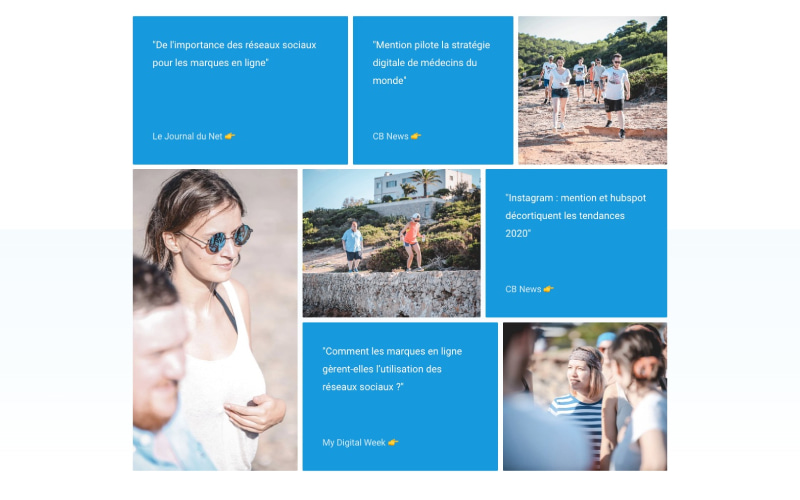 "De l'importance des réseaux sociaux
pour les marques en ligne"
Le Journal du Net 👉
"Mention pilote la stratégie
digitale de médecins du
monde"
CB News 👉
"Instagram : mention et hubspot
décortiquent les tendances
2020"
CB News 👉
"Comment les marques en ligne
gèrent-elles l'utilisation des
réseaux sociaux ?"
My Digital Week 👉